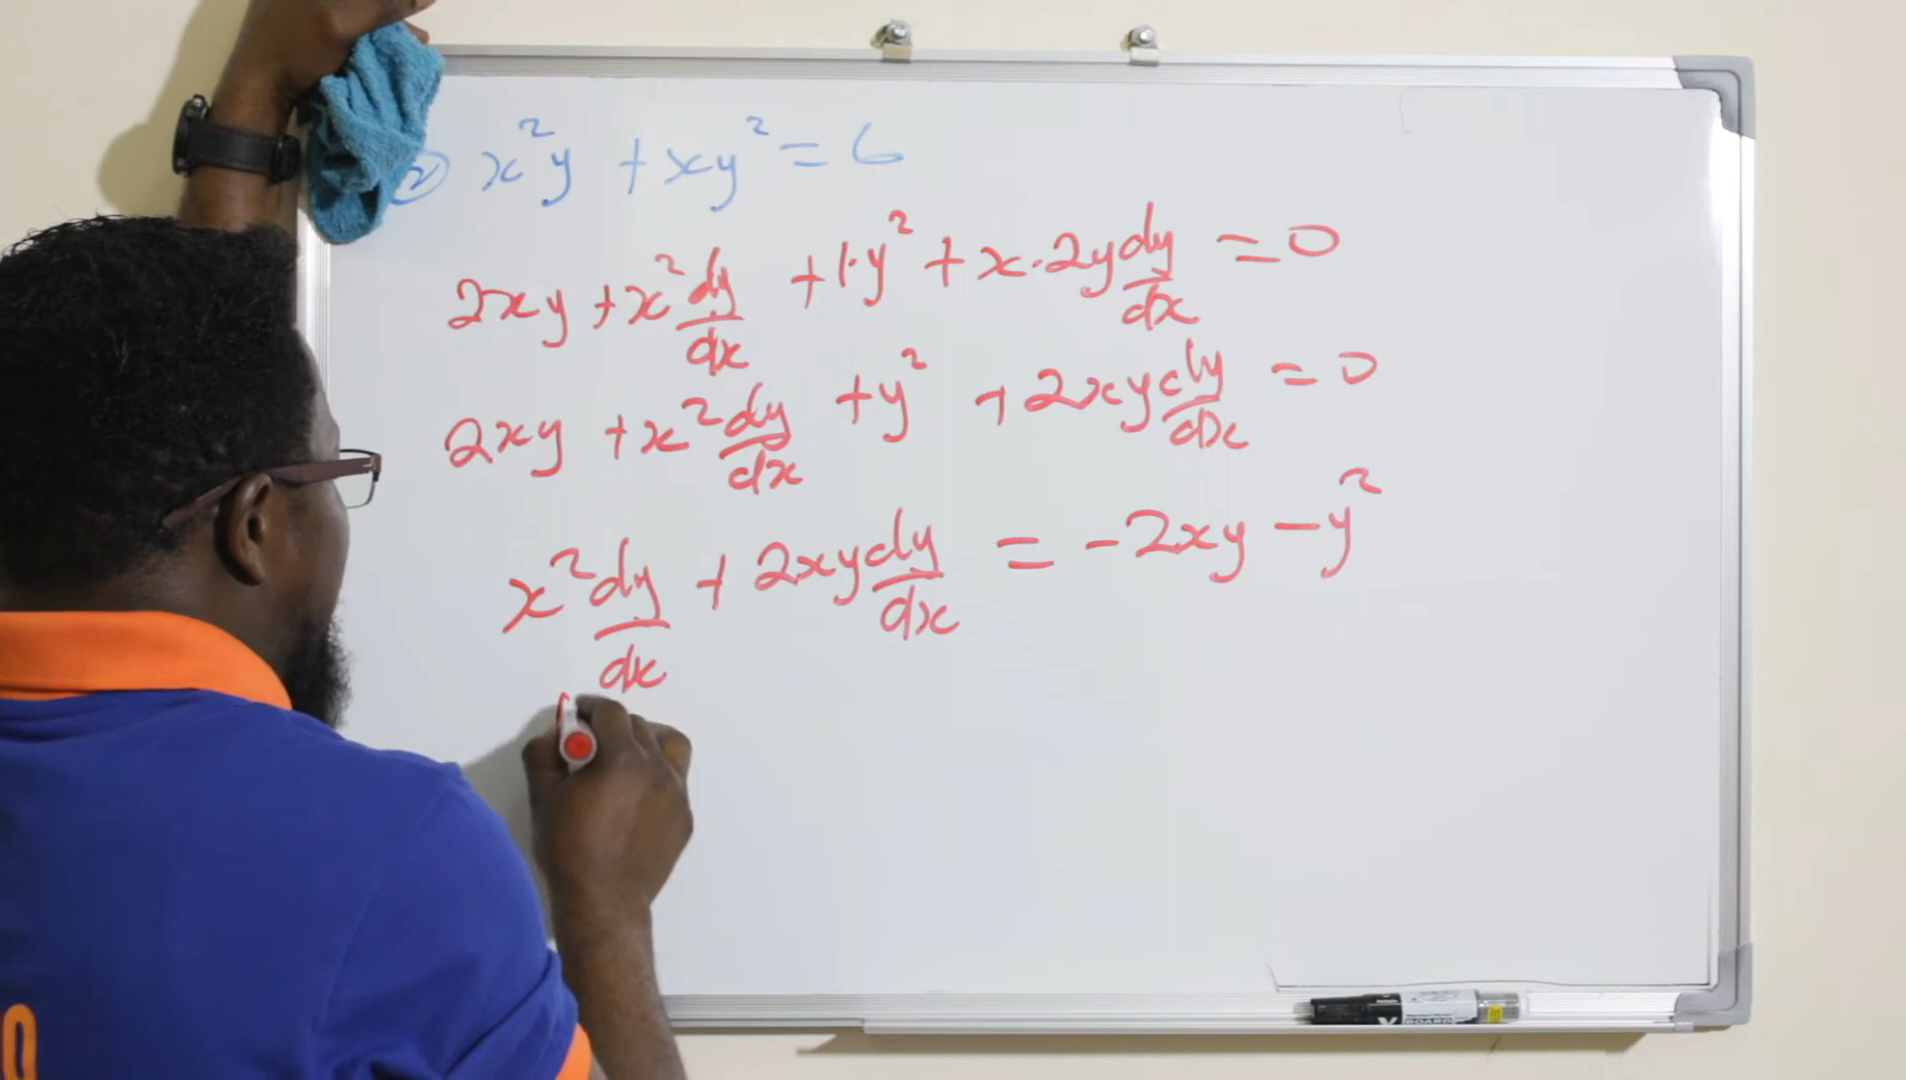 ② x²y + xy² = 6
2xy + x² dy/dx + 1·y² + x·2y dy/dx = 0
2xy + x² dy/dx + y² + 2xy dy/dx = 0
x² dy/dx + 2xy dy/dx = -2xy - y²